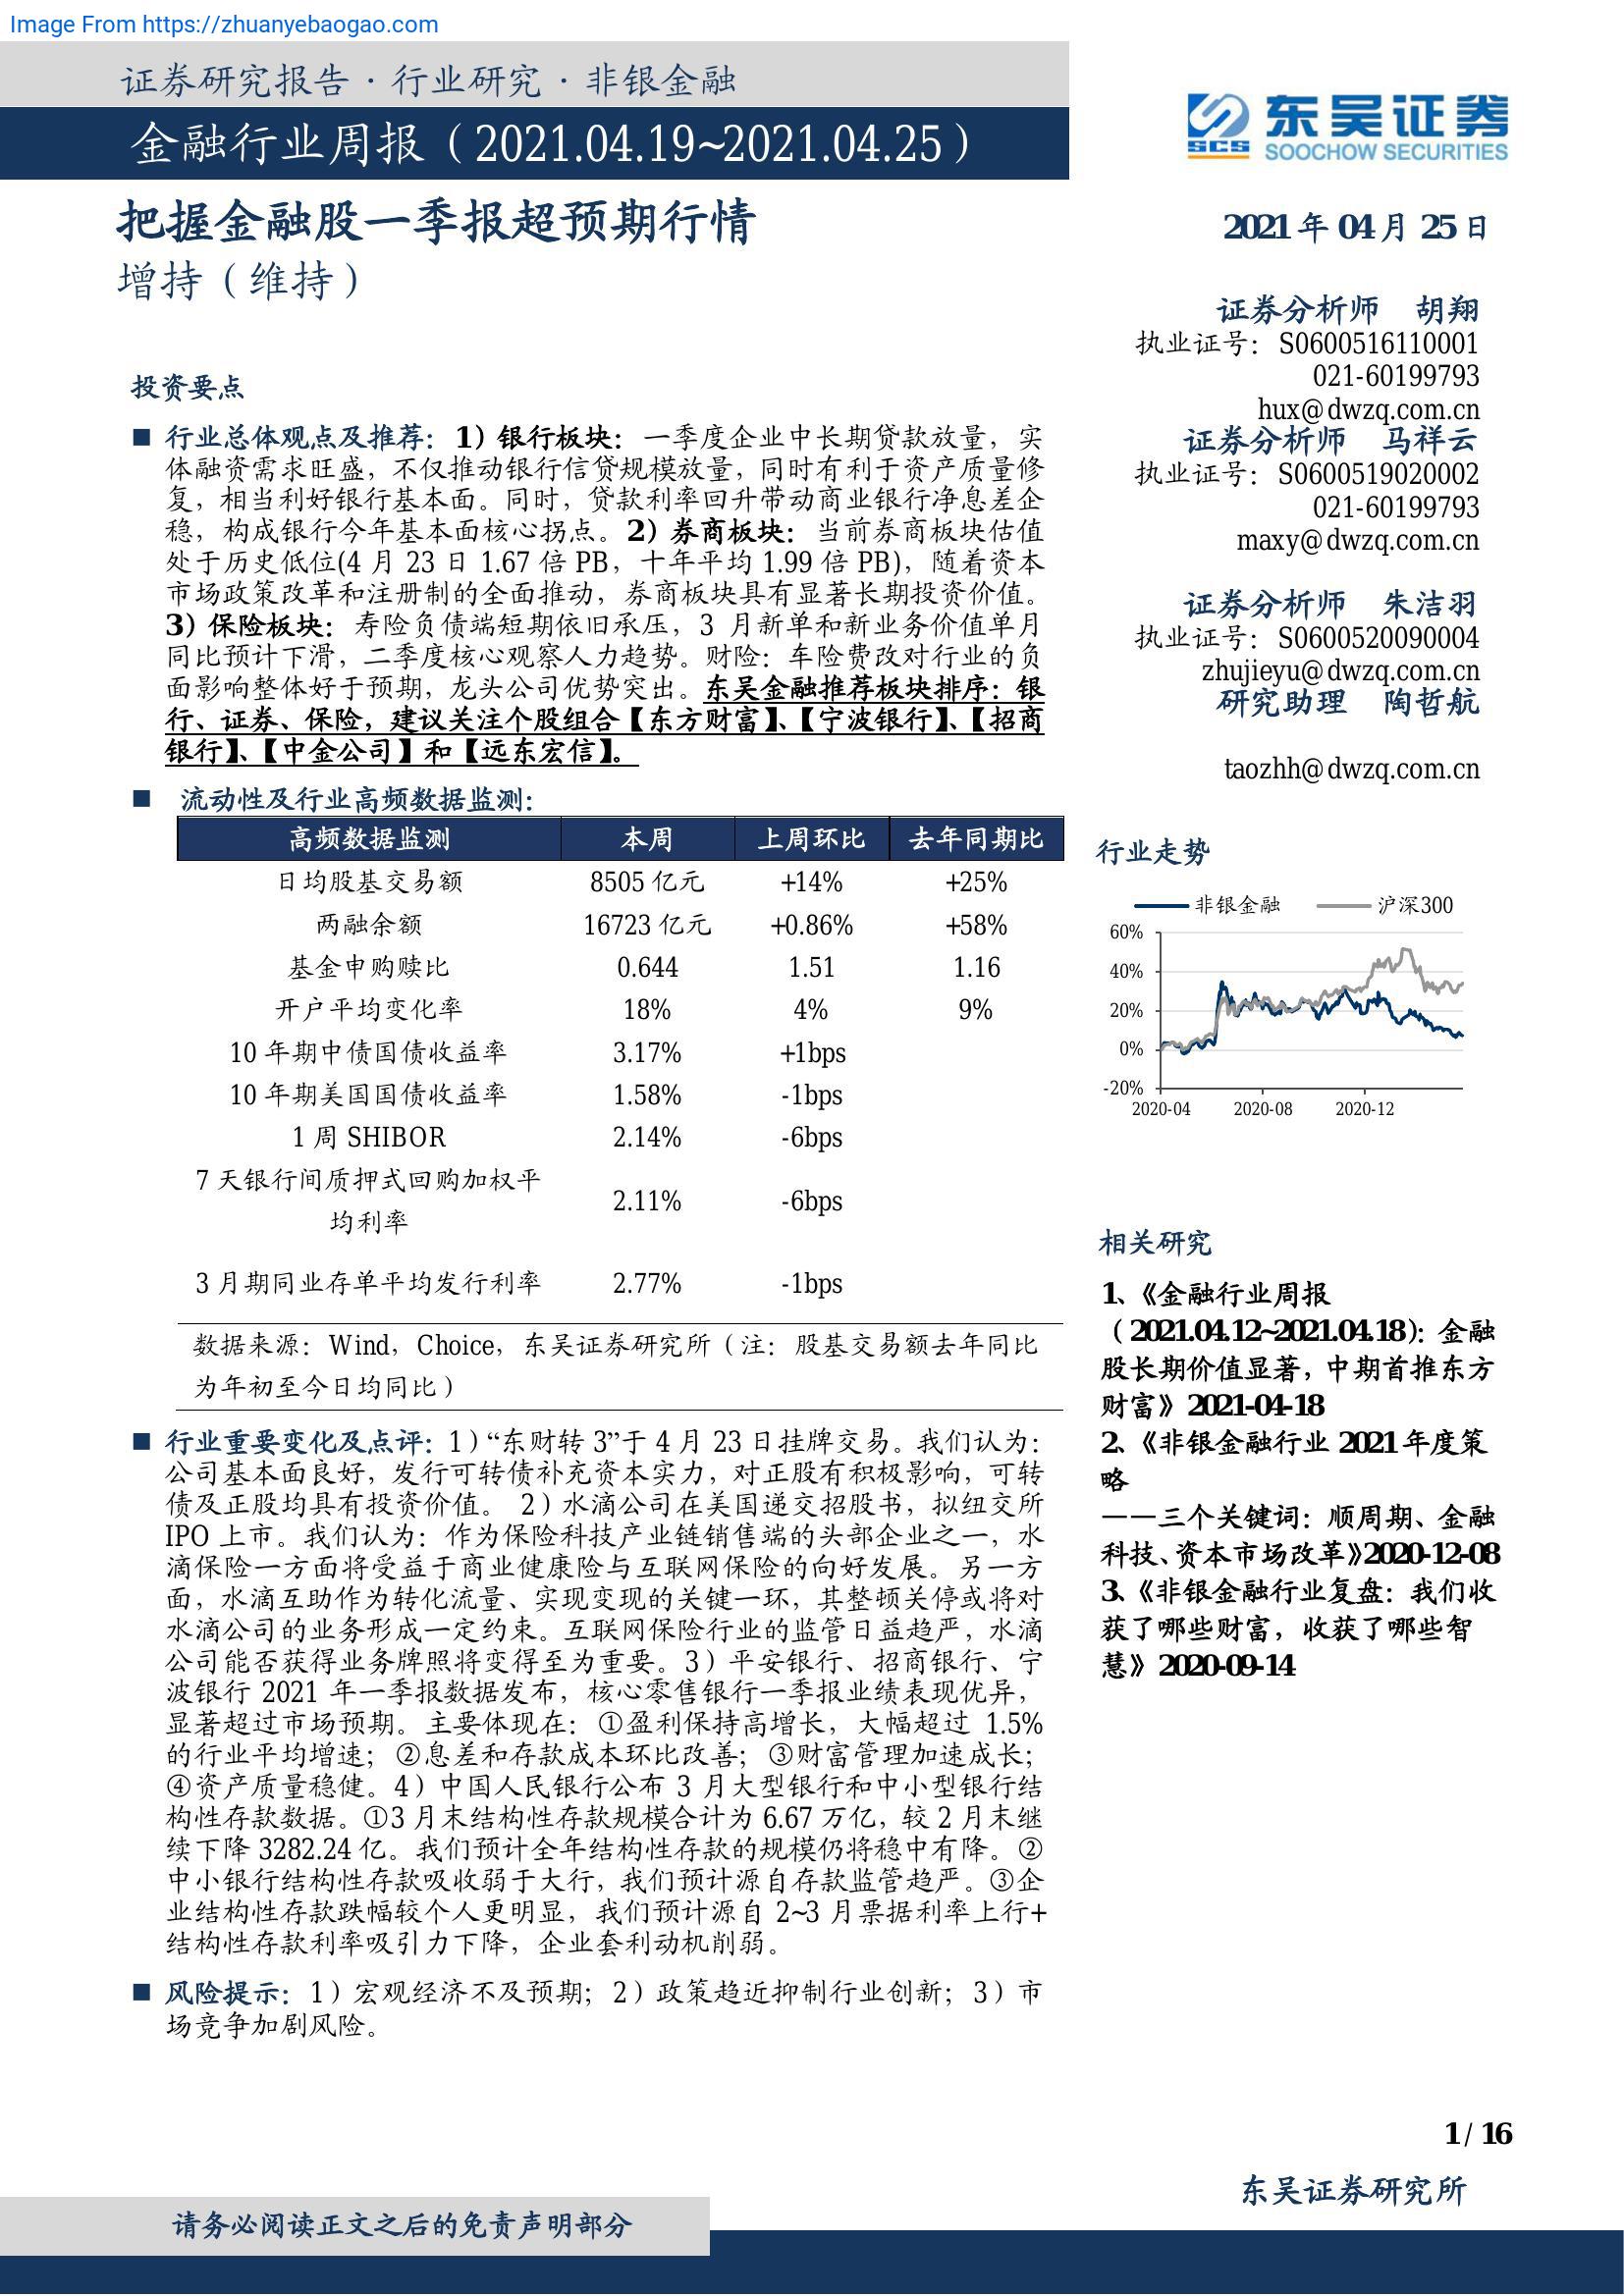 Image From https://zhuanyebaogao.com
证券研究报告 · 行业研究 · 非银金融
金融行业周报（2021.04.19~2021.04.25）
东吴证券
SCS
SOOCHOW SECURITIES
把握金融股一季报超预期行情
增持（维持）
投资要点
■ 行业总体观点及推荐：1）银行板块：一季度企业中长期贷款放量，实
体融资需求旺盛，不仅推动银行信贷规模放量，同时有利于资产质量修
复，相当利好银行基本面。同时，贷款利率回升带动商业银行净息差企
稳，构成银行今年基本面核心拐点。2）券商板块：当前券商板块估值
处于历史低位(4 月 23 日 1.67 倍 PB，十年平均 1.99 倍 PB)，随着资本
市场政策改革和注册制的全面推动，券商板块具有显著长期投资价值。
3）保险板块：寿险负债端短期依旧承压，3 月新单和新业务价值单月
同比预计下滑，二季度核心观察人力趋势。财险：车险费改对行业的负
面影响整体好于预期，龙头公司优势突出。东吴金融推荐板块排序：银
行、证券、保险，建议关注个股组合【东方财富】、【宁波银行】、【招商
银行】、【中金公司】和【远东宏信】。
■ 流动性及行业高频数据监测：
高频数据监测 本周 上周环比 去年同期比
日均股基交易额 8505 亿元 +14% +25%
两融余额 16723 亿元 +0.86% +58%
基金申购赎比 0.644 1.51 1.16
开户平均变化率 18% 4% 9%
10 年期中债国债收益率 3.17% +1bps
10 年期美国国债收益率 1.58% -1bps
1 周 SHIBOR 2.14% -6bps
7 天银行间质押式回购加权平
均利率 2.11% -6bps
3 月期同业存单平均发行利率 2.77% -1bps
数据来源：Wind，Choice，东吴证券研究所（注：股基交易额去年同比
为年初至今日均同比）
■ 行业重要变化及点评：1）“东财转 3”于 4 月 23 日挂牌交易。我们认为：
公司基本面良好，发行可转债补充资本实力，对正股有积极影响，可转
债及正股均具有投资价值。 2）水滴公司在美国递交招股书，拟纽交所
IPO 上市。我们认为：作为保险科技产业链销售端的头部企业之一，水
滴保险一方面将受益于商业健康险与互联网保险的向好发展。另一方
面，水滴互助作为转化流量、实现变现的关键一环，其整顿关停或将对
水滴公司的业务形成一定约束。互联网保险行业的监管日益趋严，水滴
公司能否获得业务牌照将变得至为重要。3）平安银行、招商银行、宁
波银行 2021 年一季报数据发布，核心零售银行一季报业绩表现优异，
显著超过市场预期。主要体现在：①盈利保持高增长，大幅超过 1.5%
的行业平均增速；②息差和存款成本环比改善；③财富管理加速成长；
④资产质量稳健。4）中国人民银行公布 3 月大型银行和中小型银行结
构性存款数据。①3 月末结构性存款规模合计为 6.67 万亿，较 2 月末继
续下降 3282.24 亿。我们预计全年结构性存款的规模仍将稳中有降。②
中小银行结构性存款吸收弱于大行，我们预计源自存款监管趋严。③企
业结构性存款跌幅较个人更明显，我们预计源自 2~3 月票据利率上行+
结构性存款利率吸引力下降，企业套利动机削弱。
■ 风险提示：1）宏观经济不及预期；2）政策趋近抑制行业创新；3）市
场竞争加剧风险。
2021 年 04 月 25 日
证券分析师 胡翔
执业证号：S0600516110001
021-60199793
hux@dwzq.com.cn
证券分析师 马祥云
执业证号：S0600519020002
021-60199793
maxy@dwzq.com.cn
证券分析师 朱洁羽
执业证号：S0600520090004
zhujieyu@dwzq.com.cn
研究助理 陶哲航
taozhh@dwzq.com.cn
行业走势
非银金融 沪深300
60%
40%
20%
0%
-20%
2020-04 2020-08 2020-12
相关研究
1、《金融行业周报
（2021.04.12~2021.04.18）：金融
股长期价值显著，中期首推东方
财富》2021-04-18
2、《非银金融行业 2021 年度策
略
——三个关键词：顺周期、金融
科技、资本市场改革》2020-12-08
3、《非银金融行业复盘：我们收
获了哪些财富，收获了哪些智
慧》2020-09-14
1 / 16
东吴证券研究所
请务必阅读正文之后的免责声明部分